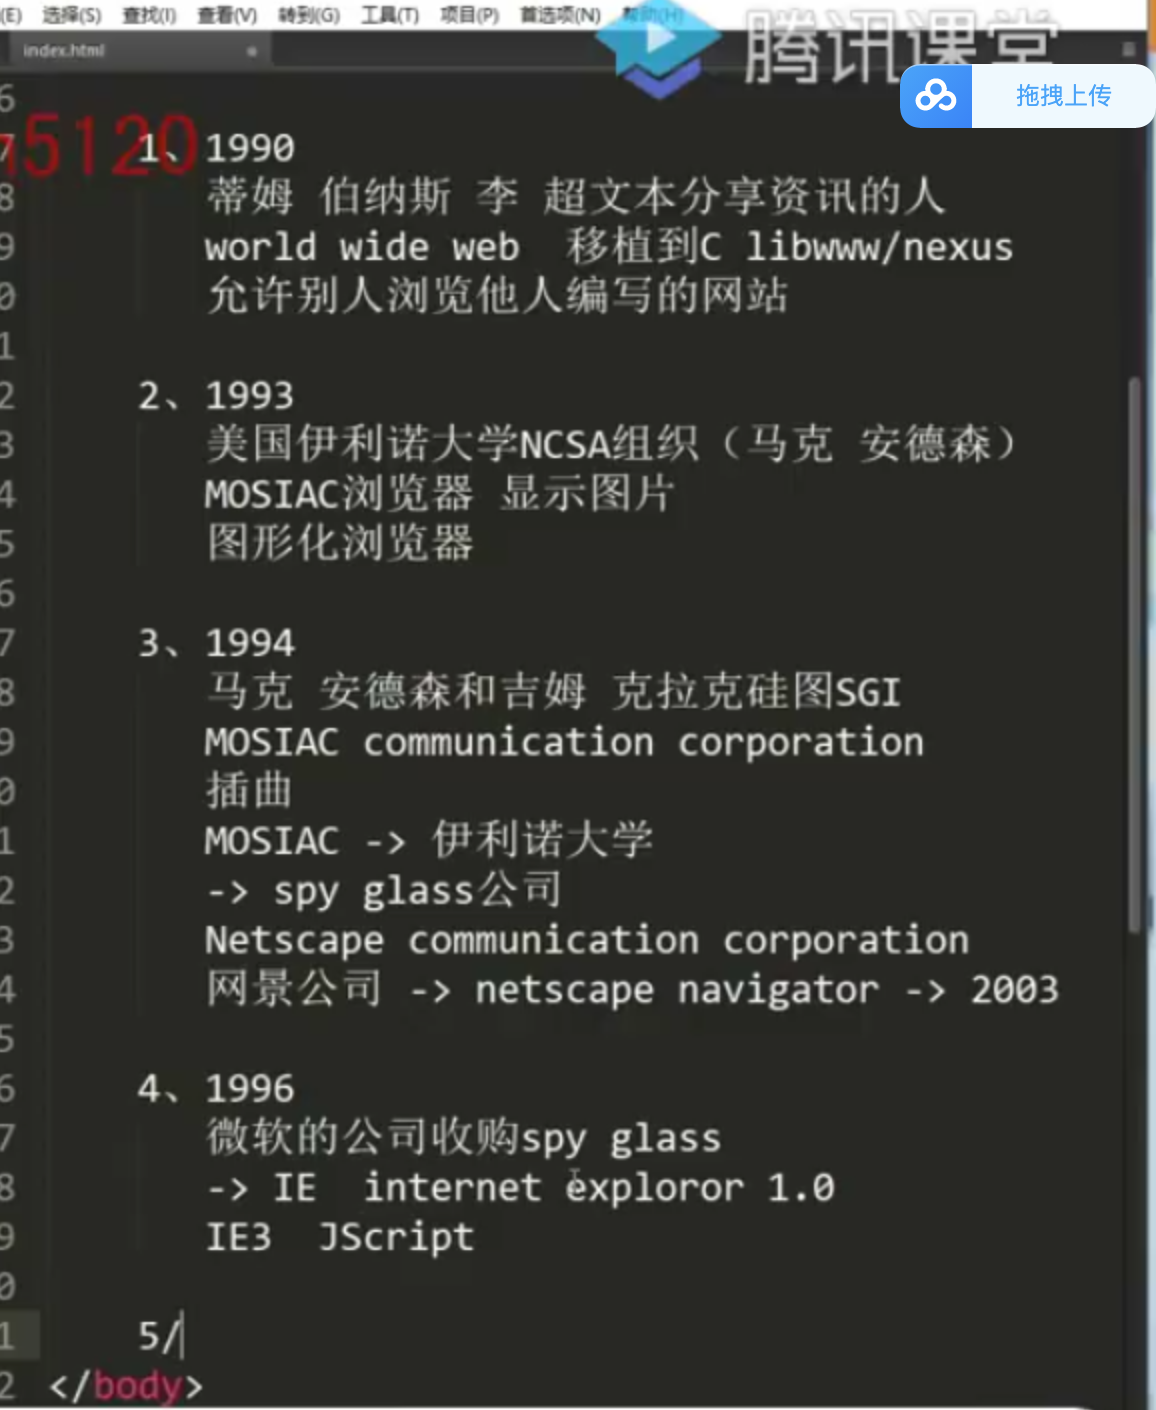 (E) 选择(S) 查找(I) 查看(V) 转到(G) 工具(T) 项目(P) 首选项(N) 帮助(H)
腾讯课堂
index.html
拖拽上传
6
5120
7 1、1990
8 蒂姆 伯纳斯 李 超文本分享资讯的人
9 world wide web 移植到C libwww/nexus
0 允许别人浏览他人编写的网站
1
2 2、1993
3 美国伊利诺大学NCSA组织（马克 安德森）
4 MOSIAC浏览器 显示图片
5 图形化浏览器
6
7 3、1994
8 马克 安德森和吉姆 克拉克硅图SGI
9 MOSIAC communication corporation
0 插曲
1 MOSIAC -> 伊利诺大学
2 -> spy glass公司
3 Netscape communication corporation
4 网景公司 -> netscape navigator -> 2003
5
6 4、1996
7 微软的公司收购spy glass
8 -> IE internet exploror 1.0
9 IE3 JScript
0
1 5/
2 </body>